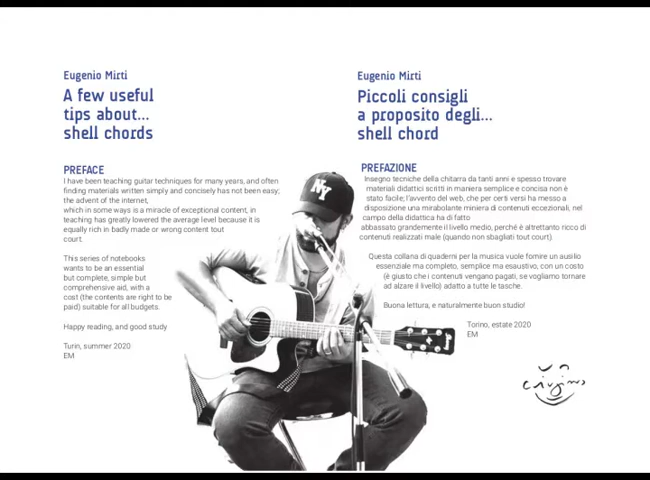 Eugenio Mirti
A few useful
tips about...
shell chords
PREFACE
I have been teaching guitar techniques for many years, and often
finding materials written simply and concisely has not been easy;
the advent of the internet,
which in some ways is a miracle of exceptional content, in
teaching has greatly lowered the average level because it is
equally rich in badly made or wrong content tout
court.
This series of notebooks
wants to be an essential
but complete, simple but
comprehensive aid, with a
cost (the contents are right to be
paid) suitable for all budgets.
Happy reading, and good study
Turin, summer 2020
EM
Eugenio Mirti
Piccoli consigli
a proposito degli...
shell chord
PREFAZIONE
Insegno tecniche della chitarra da tanti anni e spesso trovare
materiali didattici scritti in maniera semplice e concisa non è
stato facile; l'avvento del web, che per certi versi ha messo a
disposizione una mirabolante miniera di contenuti eccezionali, nel
campo della didattica ha di fatto
abbassato grandemente il livello medio, perché è altrettanto ricco di
contenuti realizzati male (quando non sbagliati tout court).
Questa collana di quaderni per la musica vuole fornire un ausilio
essenziale ma completo, semplice ma esaustivo, con un costo
(è giusto che i contenuti vengano pagati, se vogliamo tornare
ad alzare il livello) adatto a tutte le tasche.
Buona lettura, e naturalmente buon studio!
Torino, estate 2020
EM
NY